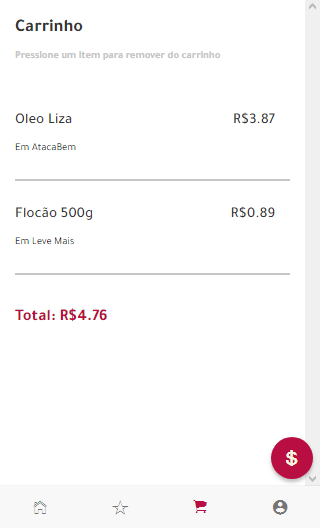 Carrinho
Pressione um item para remover do carrinho
Oleo Liza R$3.87
Em AtacaBem
Flocão 500g R$0.89
Em Leve Mais
Total: R$4.76
$